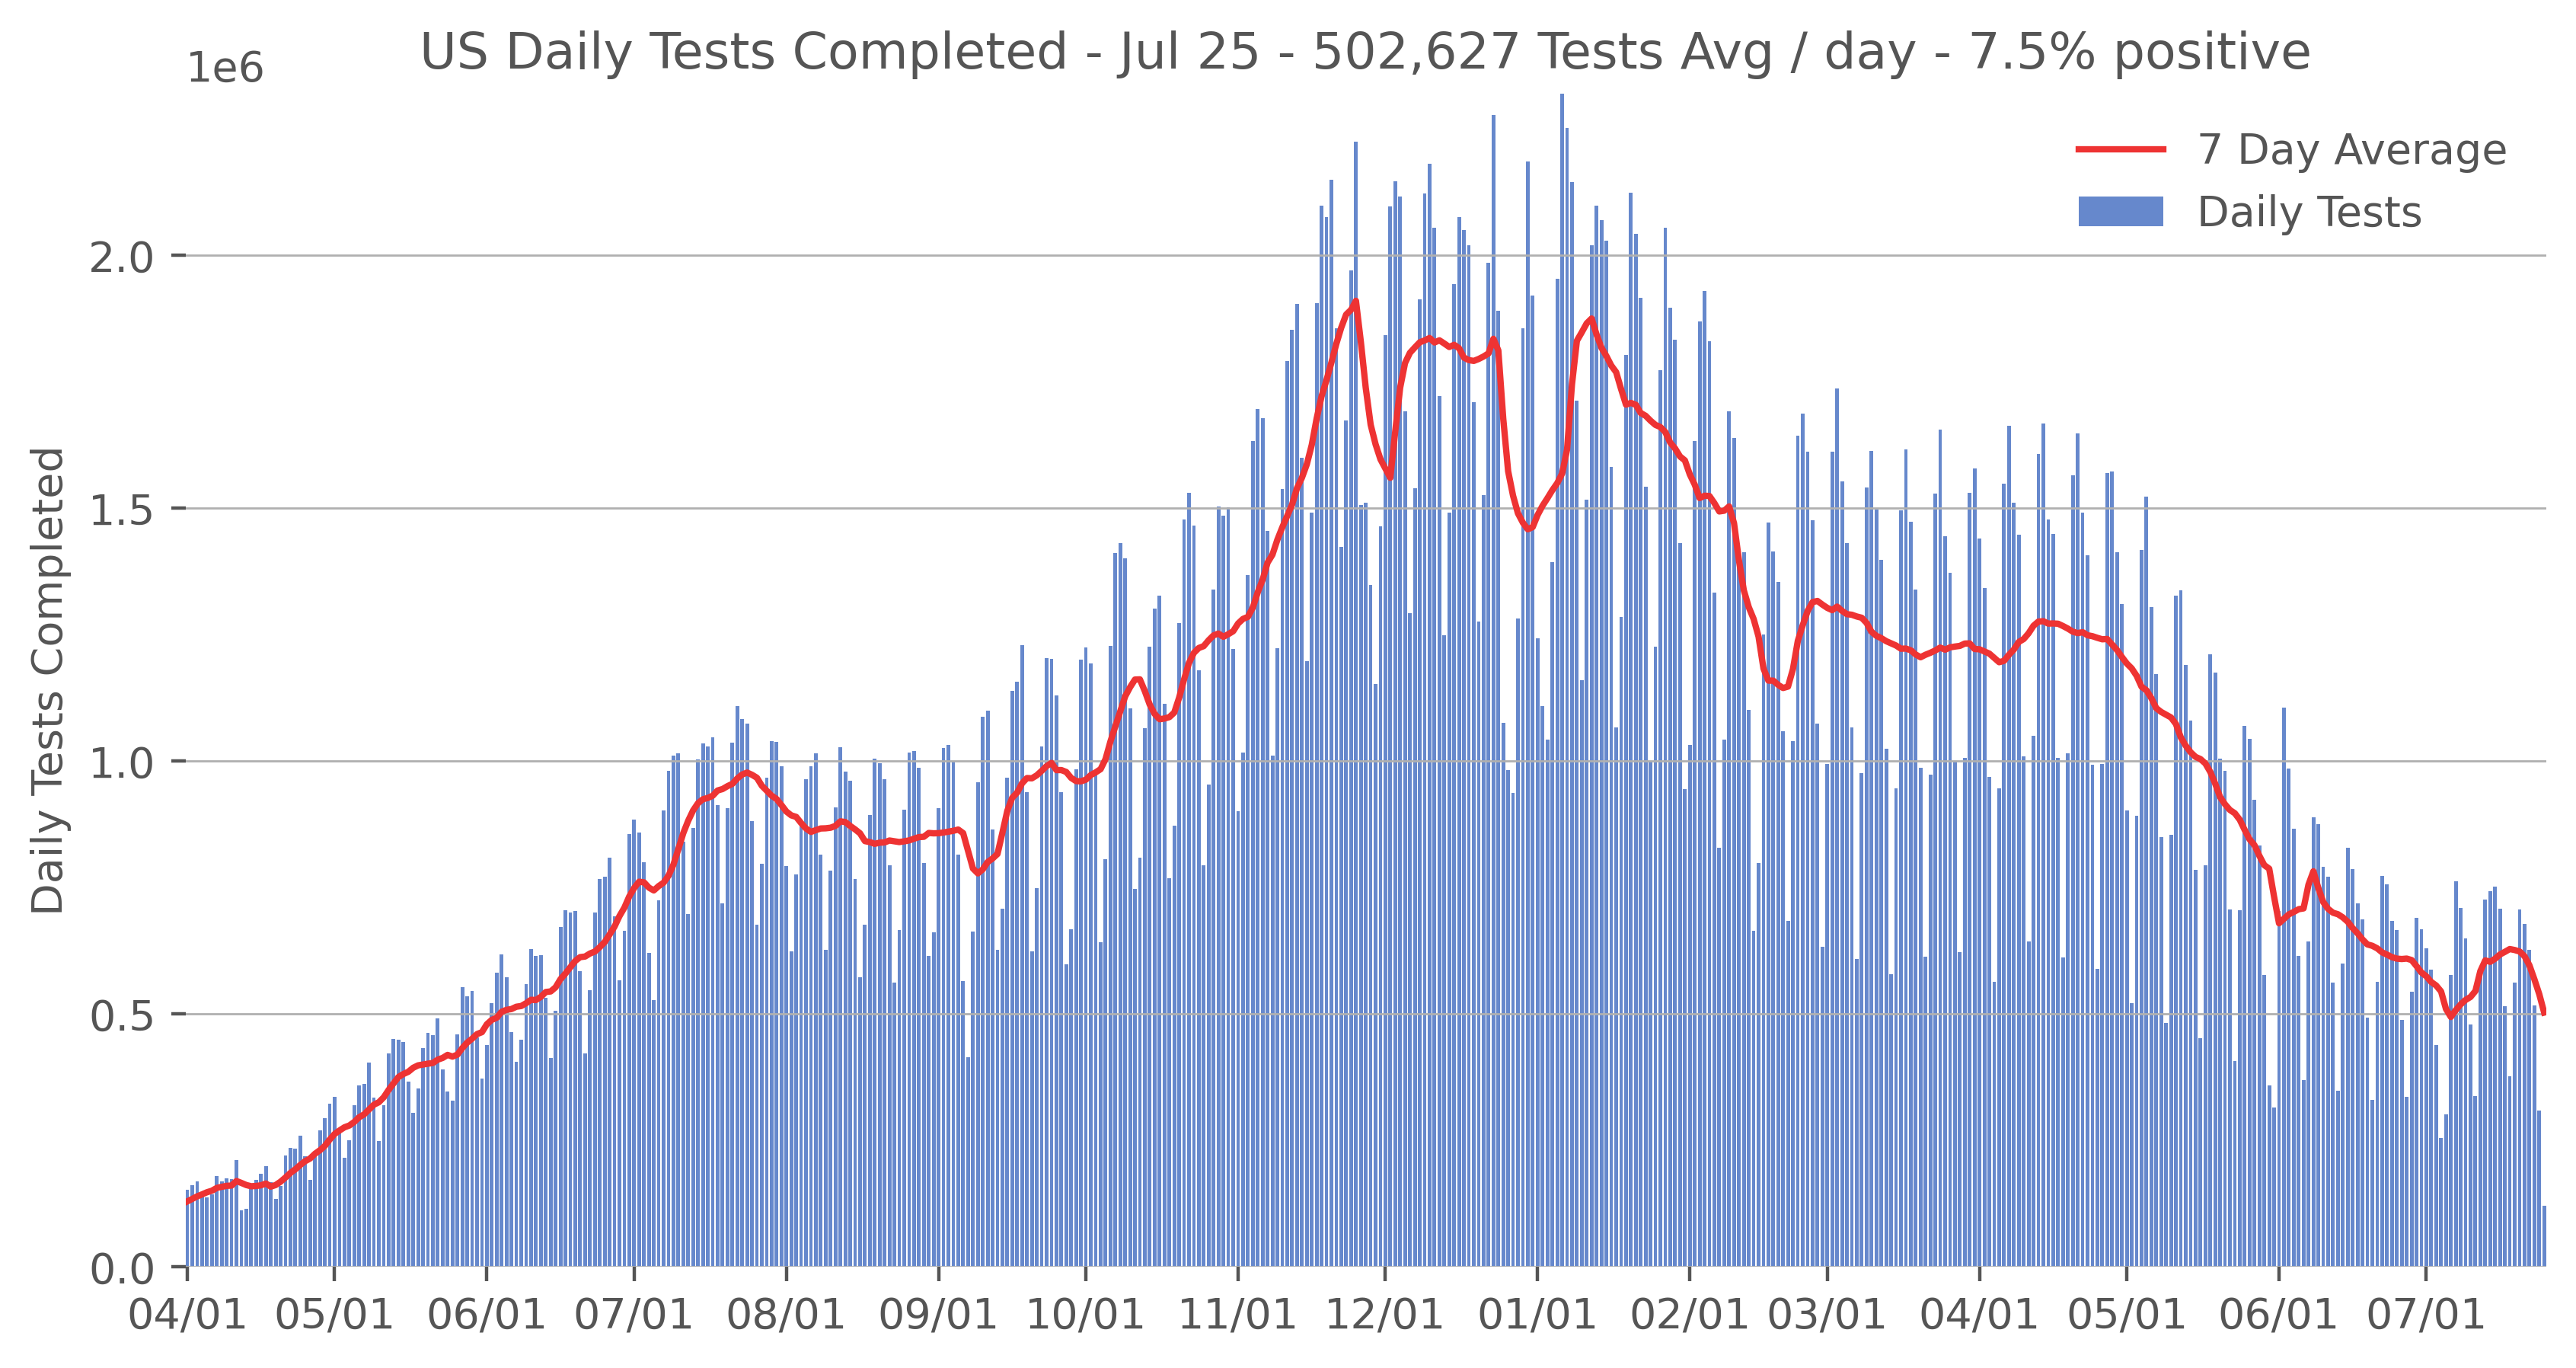 US Daily Tests Completed - Jul 25 - 502,627 Tests Avg / day - 7.5% positive
1e6
7 Day Average
Daily Tests
Daily Tests Completed
2.0
1.5
1.0
0.5
0.0
04/01 05/01 06/01 07/01 08/01 09/01 10/01 11/01 12/01 01/01 02/01 03/01 04/01 05/01 06/01 07/01